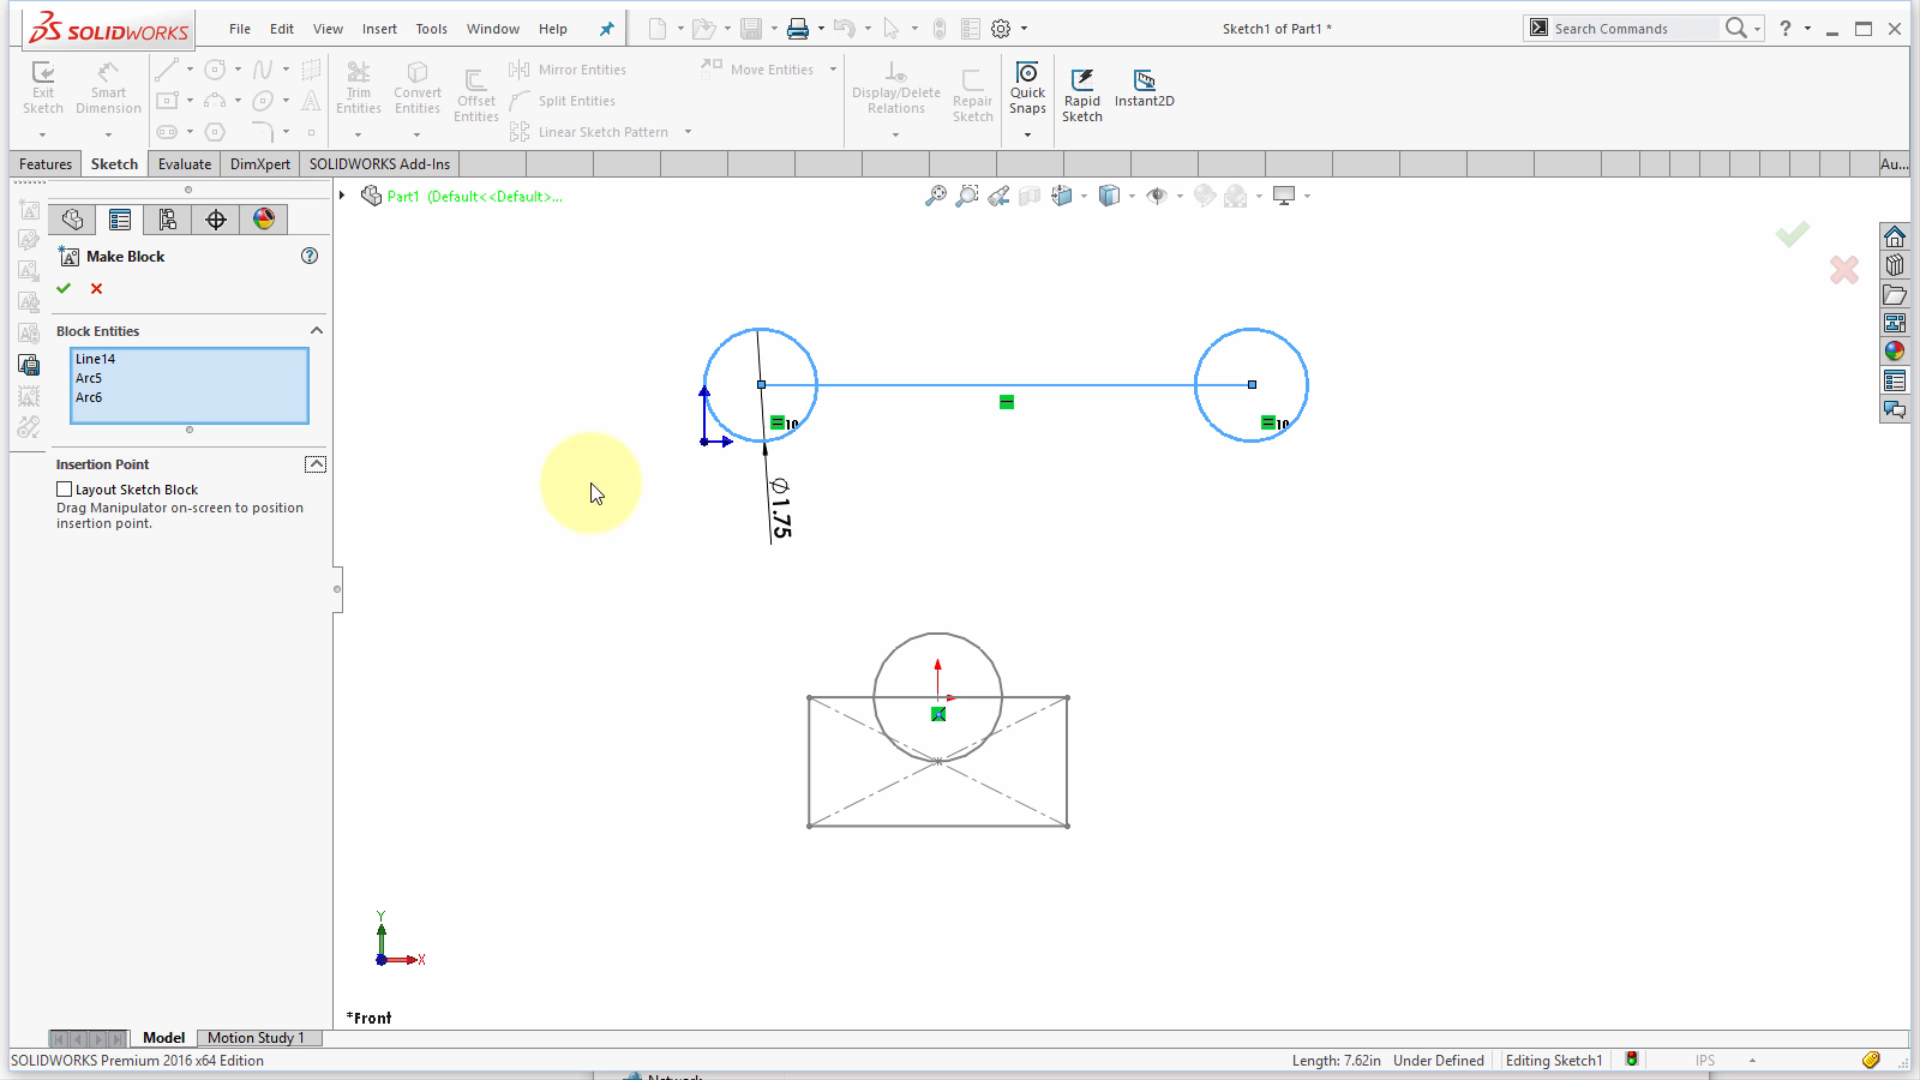 SOLIDWORKS
File Edit View Insert Tools Window Help
Sketch1 of Part1 *
Search Commands
Exit Sketch
Smart Dimension
Trim Entities
Convert Entities
Offset Entities
Mirror Entities
Split Entities
Linear Sketch Pattern
Move Entities
Display/Delete Relations
Repair Sketch
Quick Snaps
Rapid Sketch
Instant2D
Features Sketch Evaluate DimXpert SOLIDWORKS Add-Ins Au...
Part1 (Default<<Default>...
Make Block
Block Entities
Line14
Arc5
Arc6
Insertion Point
Layout Sketch Block
Drag Manipulator on-screen to position
insertion point.
10
10
Ø1.75
Y
X
*Front
Model Motion Study 1
SOLIDWORKS Premium 2016 x64 Edition
Length: 7.62in Under Defined Editing Sketch1 IPS